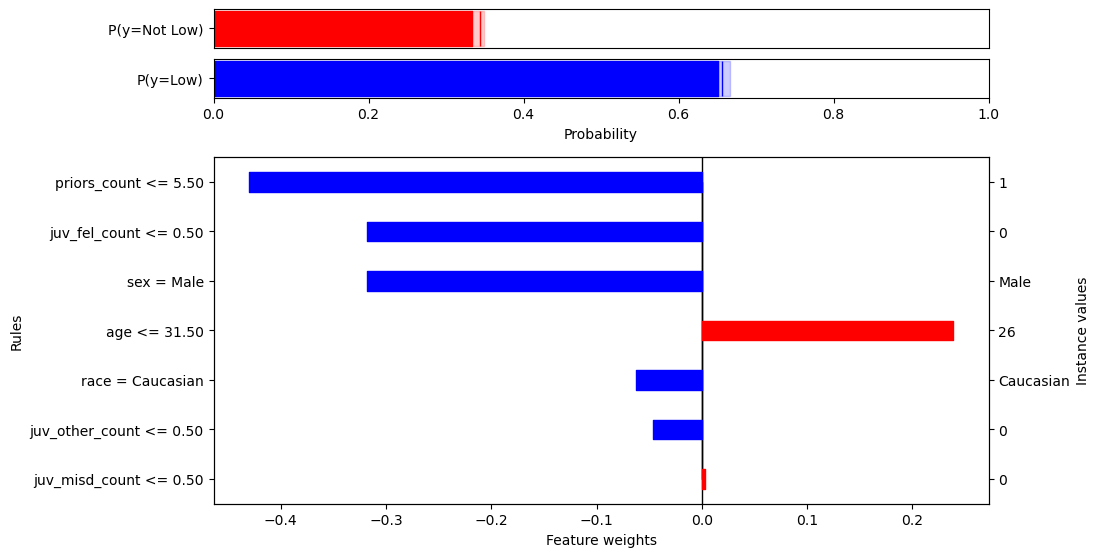 P(y=Not Low)
P(y=Low)
0.0 0.2 0.4 0.6 0.8 1.0
Probability
priors_count <= 5.50 1
juv_fel_count <= 0.50 0
sex = Male Male
age <= 31.50 26
race = Caucasian Caucasian
juv_other_count <= 0.50 0
juv_misd_count <= 0.50 0
Rules
Instance values
−0.4 −0.3 −0.2 −0.1 0.0 0.1 0.2
Feature weights